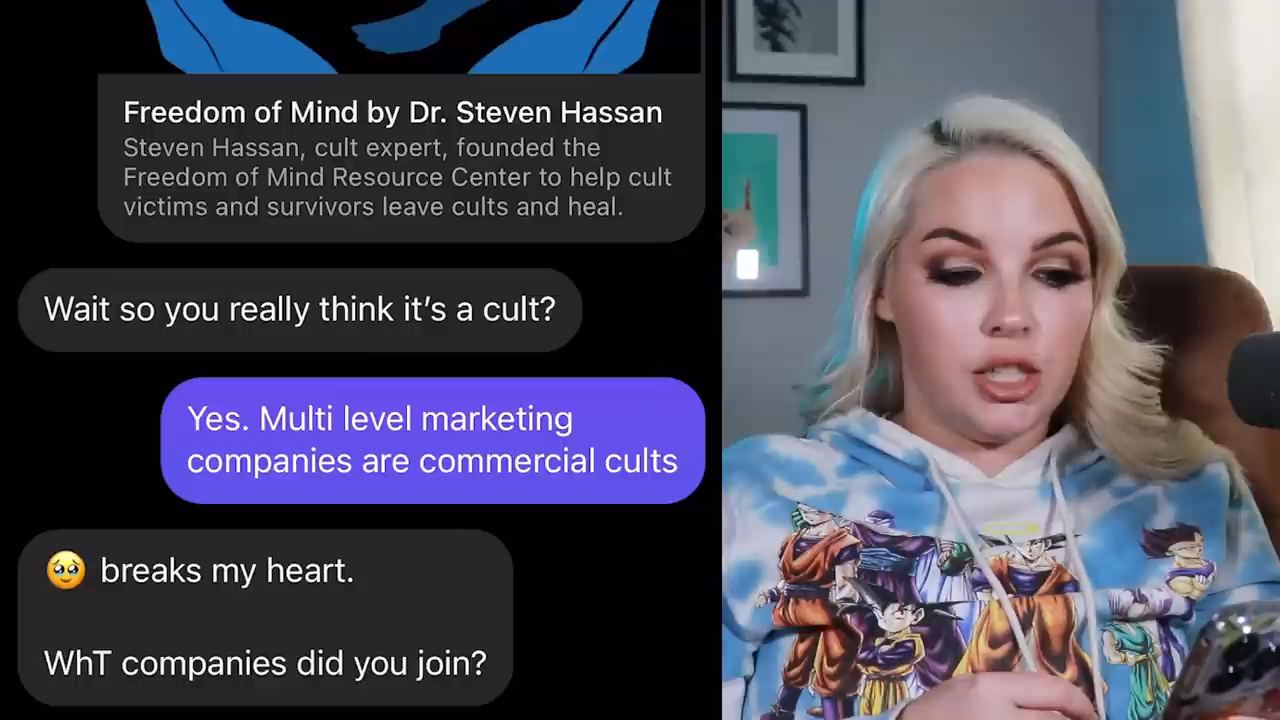 Freedom of Mind by Dr. Steven Hassan
Steven Hassan, cult expert, founded the
Freedom of Mind Resource Center to help cult
victims and survivors leave cults and heal.
Wait so you really think it’s a cult?
Yes. Multi level marketing
companies are commercial cults
🥹 breaks my heart.
WhT companies did you join?